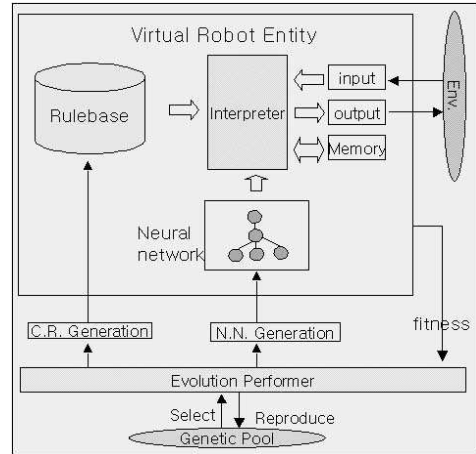 Virtual Robot Entity
Rulebase
Interpreter
input
output
Memory
Env.
Neural
network
C.R. Generation
N.N. Generation
fitness
Evolution Performer
Select
Reproduce
Genetic Pool